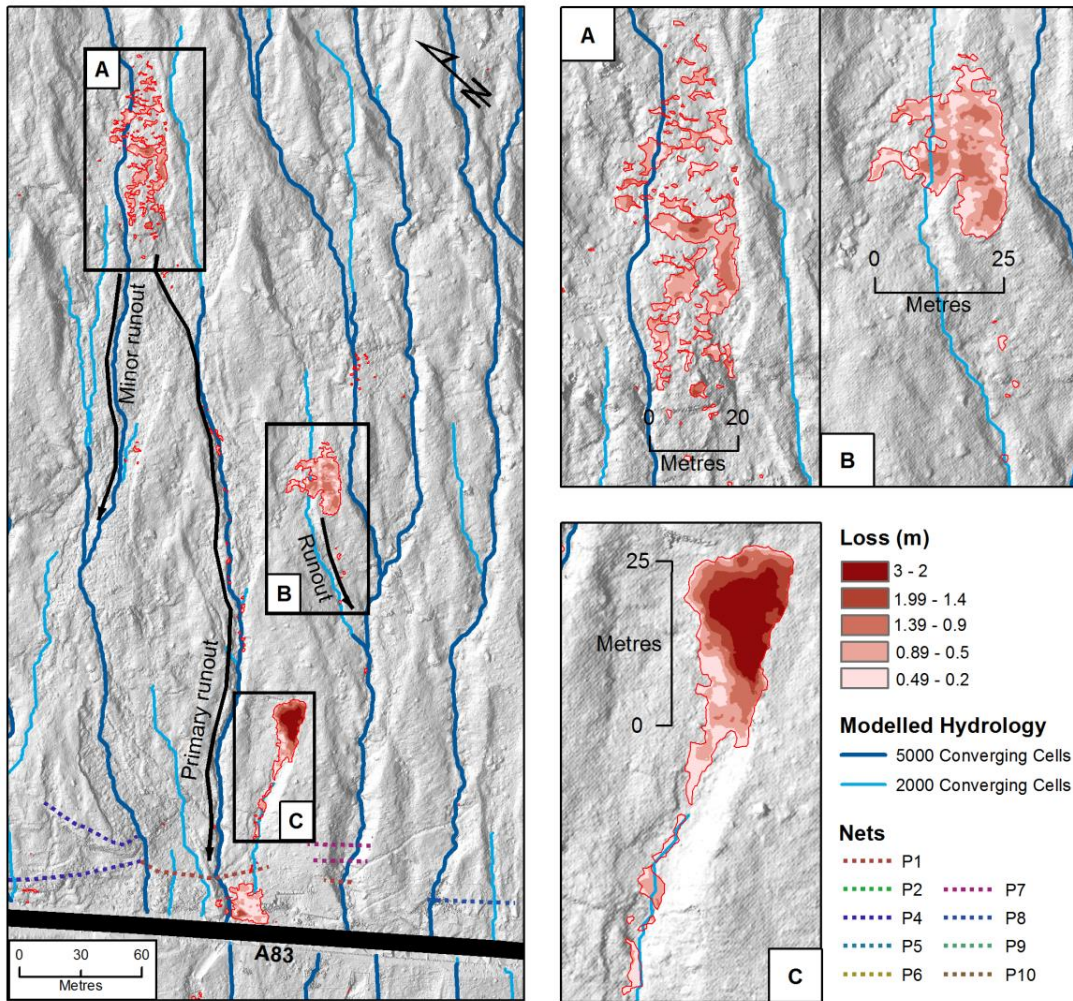 A
N
Minor runout
Primary runout
Runout
B
C
A83
0 30 60
Metres
A
0 20
Metres
0 25
Metres
B
25
Metres
0
C
Loss (m)
3 - 2
1.99 - 1.4
1.39 - 0.9
0.89 - 0.5
0.49 - 0.2
Modelled Hydrology
5000 Converging Cells
2000 Converging Cells
Nets
P1
P2
P4
P5
P6
P7
P8
P9
P10